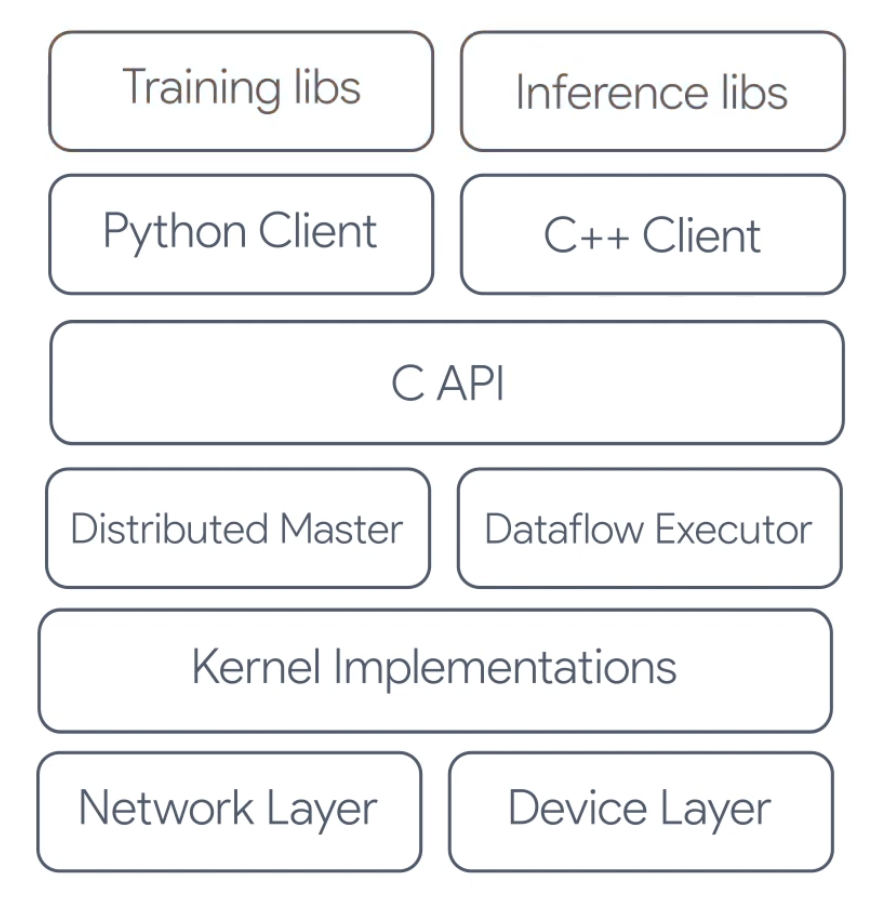 Training libs
Inference libs
Python Client
C++ Client
C API
Distributed Master
Dataflow Executor
Kernel Implementations
Network Layer
Device Layer